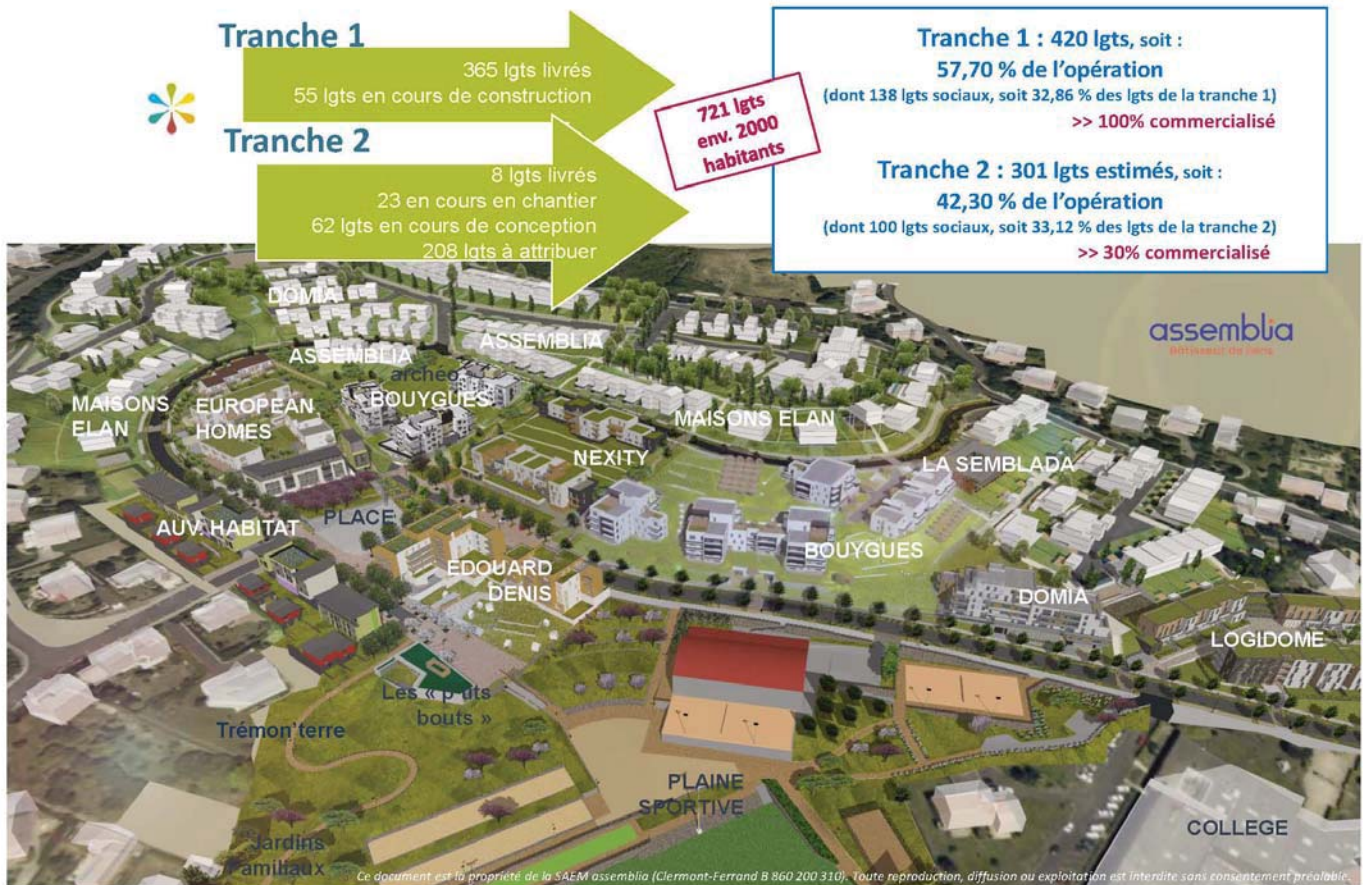 Tranche 1
365 lgts livrés
55 lgts en cours de construction
Tranche 2
8 lgts livrés
23 en cours en chantier
62 lgts en cours de conception
208 lgts à attribuer
721 lgts
env. 2000
habitants
Tranche 1 : 420 lgts, soit :
57,70 % de l'opération
(dont 138 lgts sociaux, soit 32,86 % des lgts de la tranche 1)
>> 100% commercialisé
Tranche 2 : 301 lgts estimés, soit :
42,30 % de l'opération
(dont 100 lgts sociaux, soit 33,12 % des lgts de la tranche 2)
>> 30% commercialisé
assemblia
bâtisseur de liens
DOMIA
ASSEMBLIA
ASSEMBLIA
archeo
BOUYGUES
MAISONS
ELAN
EUROPEAN
HOMES
MAISONS ELAN
NEXITY
LA SEMBLADA
PLACE
AUV. HABITAT
BOUYGUES
EDOUARD
DENIS
DOMIA
LOGIDOME
Les « p'tits
bouts »
Trémon'terre
PLAINE
SPORTIVE
COLLEGE
Jardins
Familiaux
Ce document est la propriété de la SAEM assemblia (Clermont-Ferrand B 860 200 310). Toute reproduction, diffusion ou exploitation est interdite sans consentement préalable.